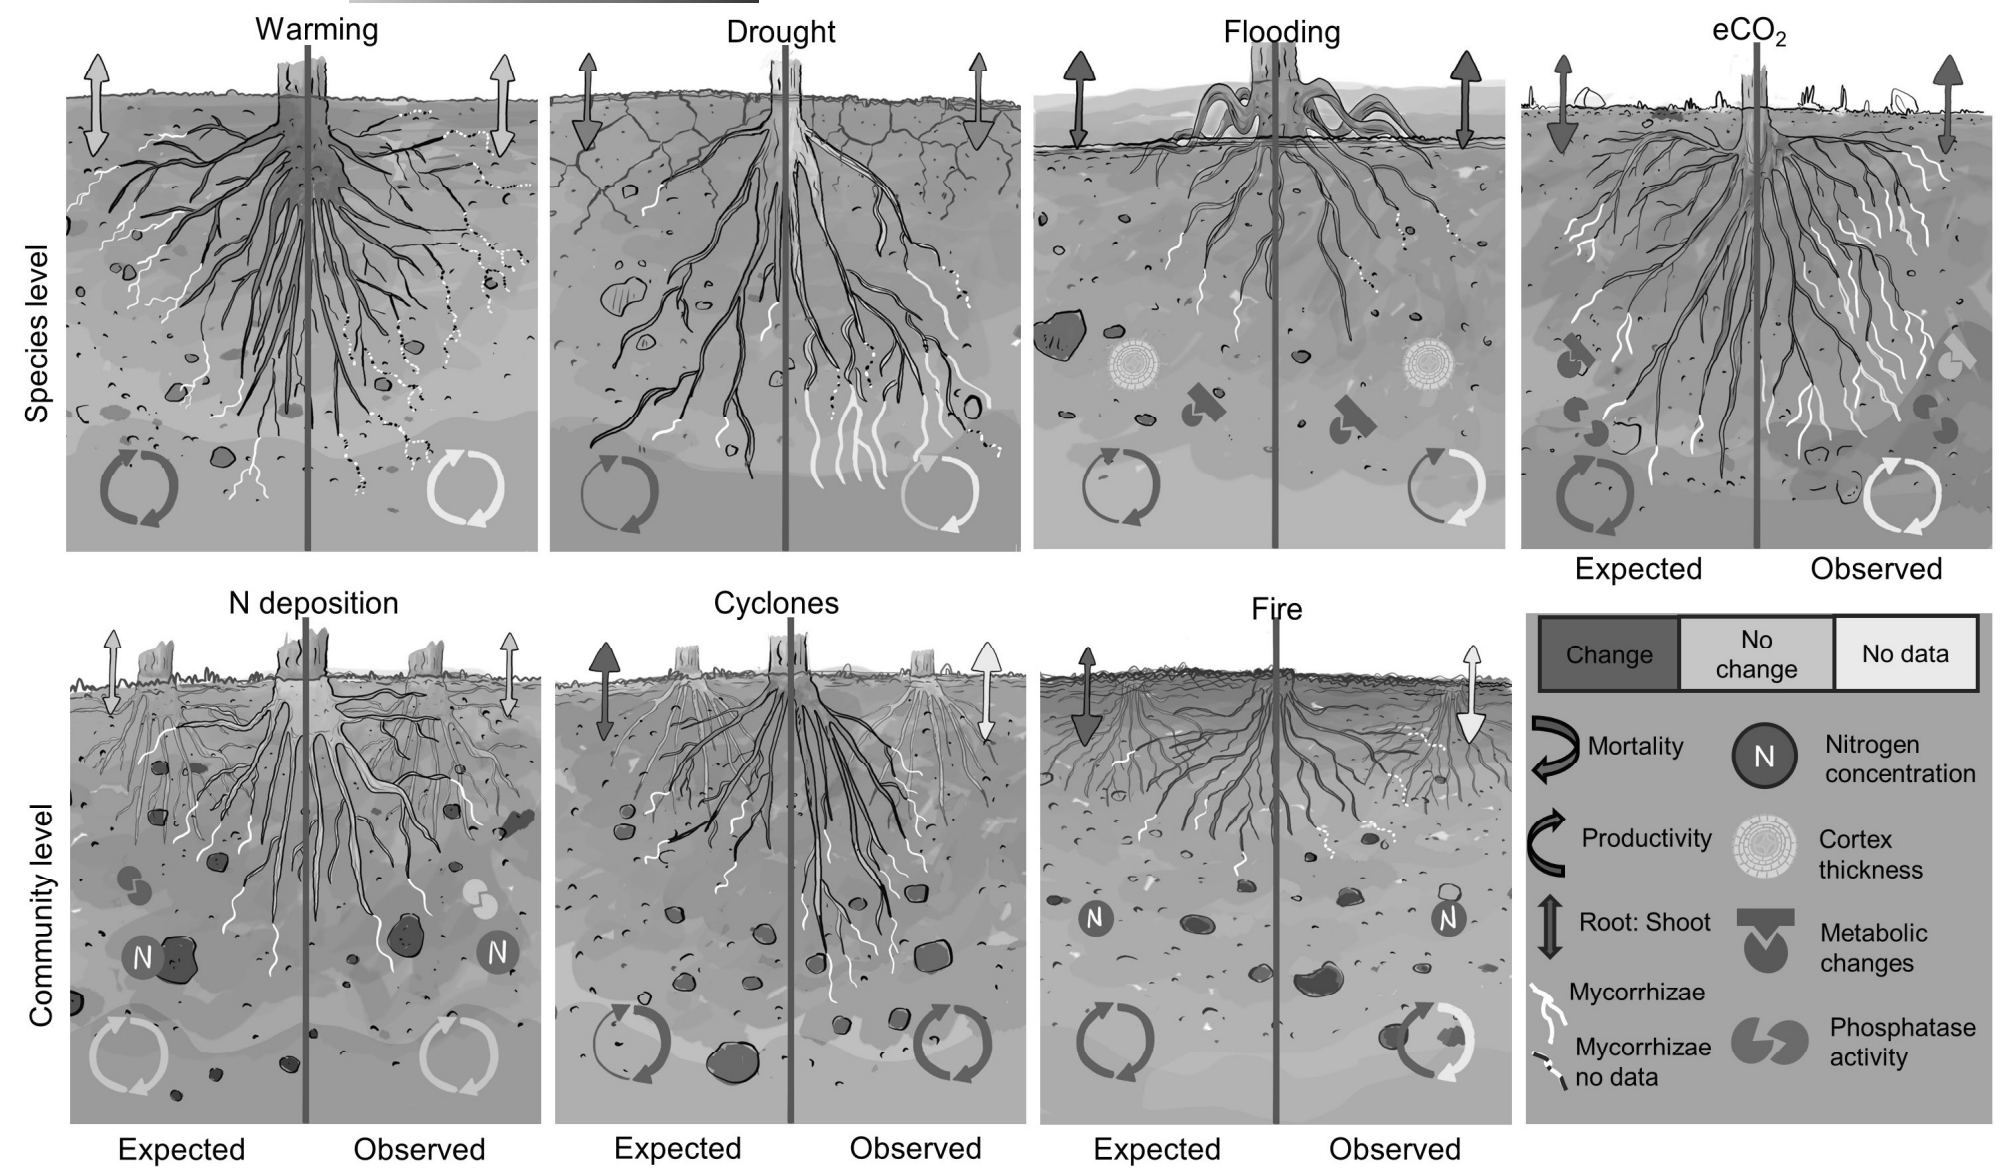 Warming
Drought
Flooding
eCO₂
Species level
Expected
Observed
N deposition
Cyclones
Fire
Community level
N
N
N
N
Expected
Observed
Expected
Observed
Expected
Observed
Change
No
change
No data
Mortality
N
Nitrogen
concentration
Productivity
Cortex
thickness
Root: Shoot
Metabolic
changes
Mycorrhizae
Mycorrhizae
no data
Phosphatase
activity